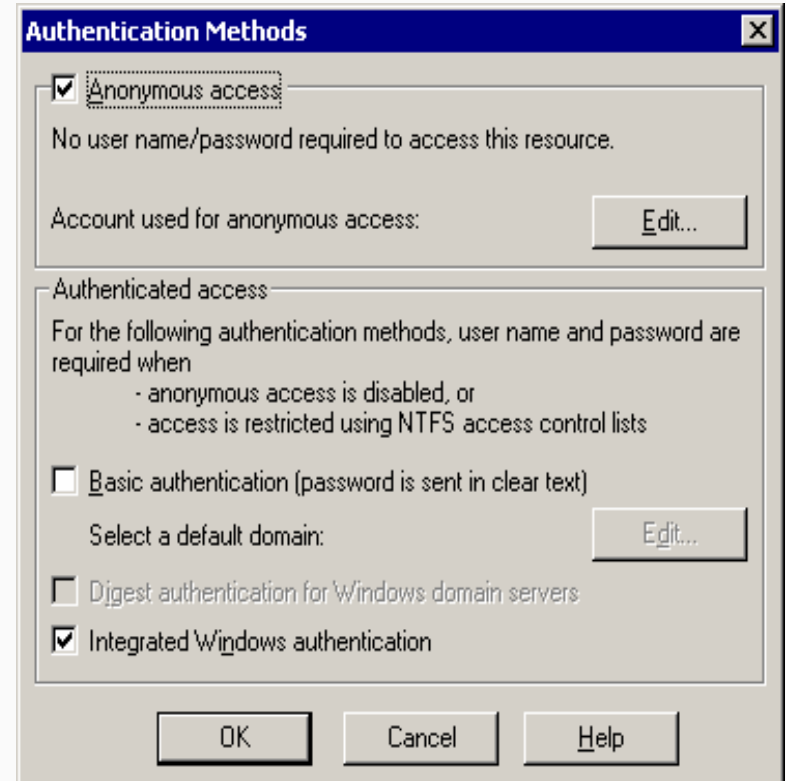 Authentication Methods
Anonymous access
No user name/password required to access this resource.
Account used for anonymous access:
Edit...
Authenticated access
For the following authentication methods, user name and password are
required when
- anonymous access is disabled, or
- access is restricted using NTFS access control lists
Basic authentication (password is sent in clear text)
Select a default domain:
Edit...
Digest authentication for Windows domain servers
Integrated Windows authentication
OK
Cancel
Help